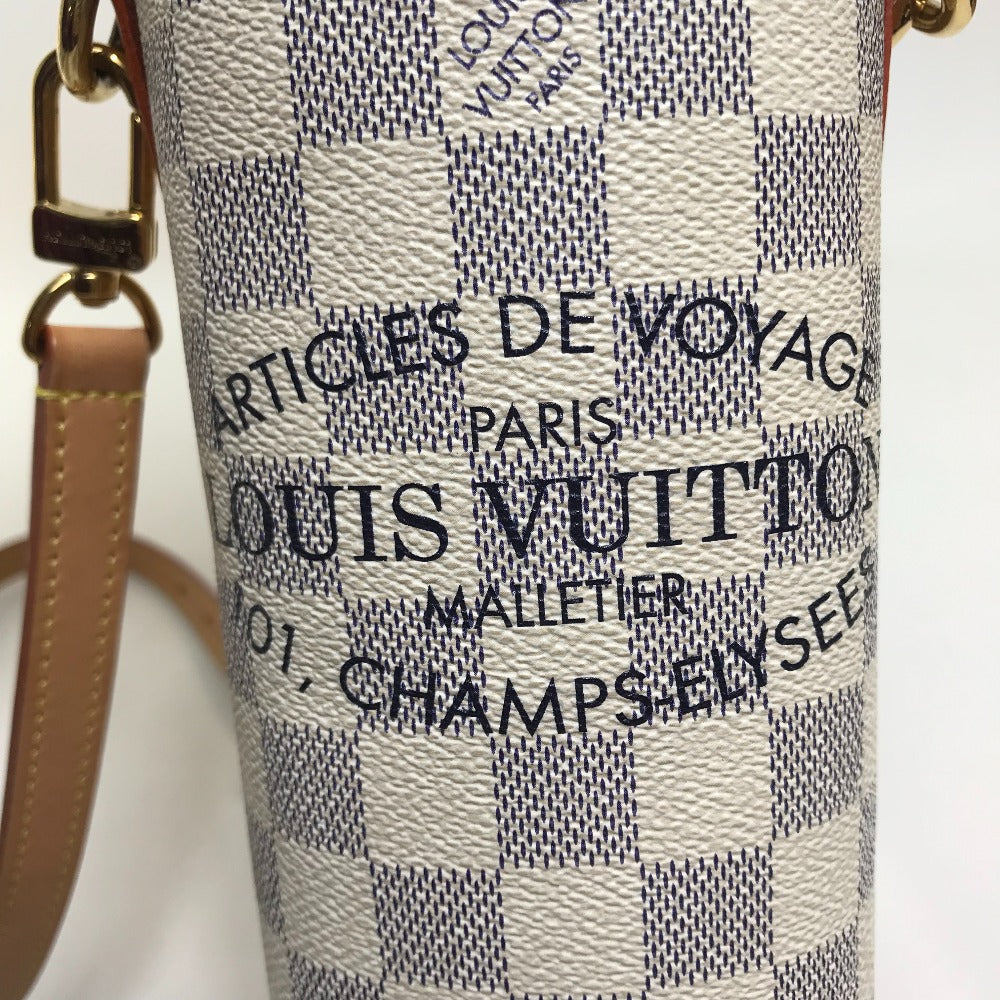 LOUIS
VUITTON
PARIS
ARTICLES DE VOYAGE
PARIS
LOUIS VUITTON
MALLETIER
101, CHAMPS-ELYSEES